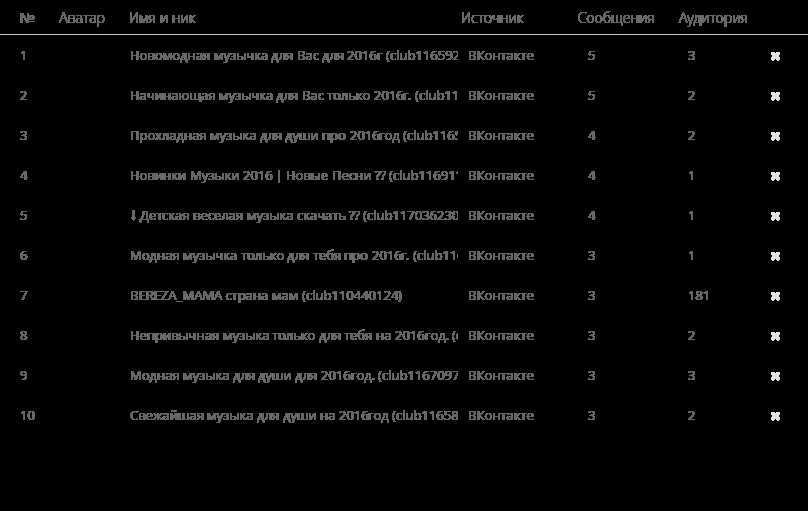 № Аватар Имя и ник Источник Сообщения Аудитория
1 Новомодная музычка для Вас для 2016г (club116592 ВКонтакте 5 3 ✖
2 Начинающая музычка для Вас только 2016г. (club11 ВКонтакте 5 2 ✖
3 Прохладная музыка для души про 2016год (club116 ВКонтакте 4 2 ✖
4 Новинки Музыки 2016 | Новые Песни ?? (club11691 ВКонтакте 4 1 ✖
5 ⬇ Детская веселая музыка скачать ?? (club117036230 ВКонтакте 4 1 ✖
6 Модная музычка только для тебя про 2016г. (club11 ВКонтакте 3 1 ✖
7 BEREZA_MAMA страна мам (club110440124) ВКонтакте 3 181 ✖
8 Непривычная музыка только для тебя на 2016год. ( ВКонтакте 3 2 ✖
9 Модная музыка для души для 2016год. (club1167097 ВКонтакте 3 3 ✖
10 Свежайшая музыка для души на 2016год (club11658 ВКонтакте 3 2 ✖